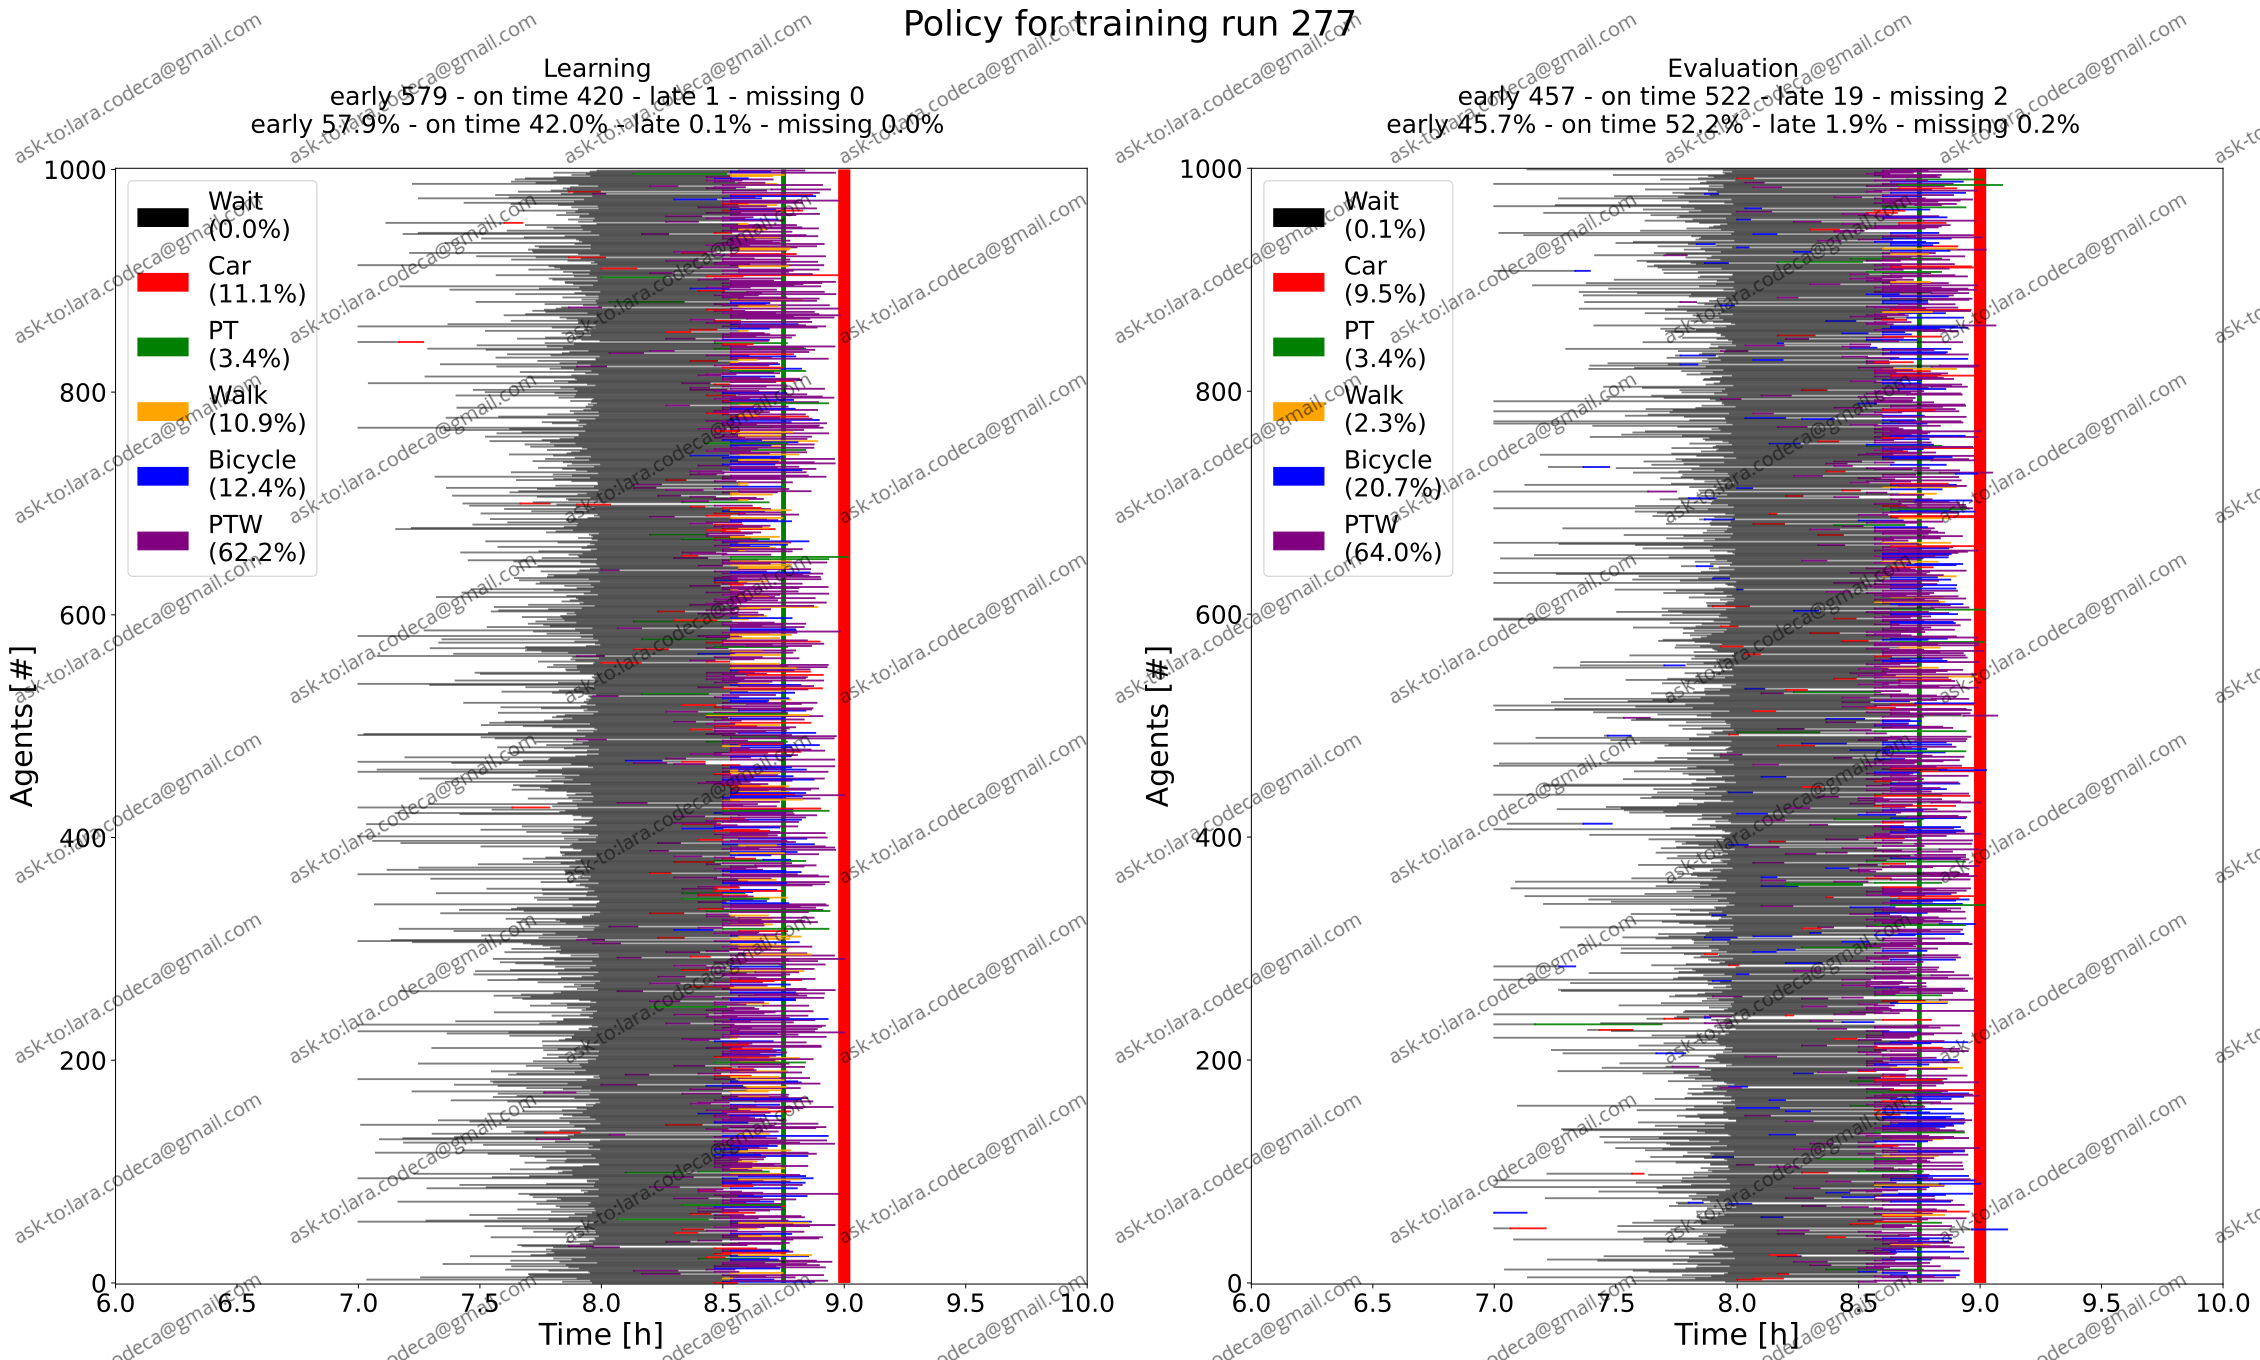 Policy for training run 277
Learning
early 579 - on time 420 - late 1 - missing 0
early 57.9% - on time 42.0% - late 0.1% - missing 0.0%
1000
800
600
400
200
0
Agents [#]
Wait
(0.0%)
Car
(11.1%)
PT
(3.4%)
Walk
(10.9%)
Bicycle
(12.4%)
PTW
(62.2%)
6.0 6.5 7.0 7.5 8.0 8.5 9.0 9.5 10.0
Time [h]
Evaluation
early 457 - on time 522 - late 19 - missing 2
early 45.7% - on time 52.2% - late 1.9% - missing 0.2%
1000
800
600
400
200
0
Agents [#]
Wait
(0.1%)
Car
(9.5%)
PT
(3.4%)
Walk
(2.3%)
Bicycle
(20.7%)
PTW
(64.0%)
6.0 6.5 7.0 7.5 8.0 8.5 9.0 9.5 10.0
Time [h]
ask-to:lara.codeca@gmail.com